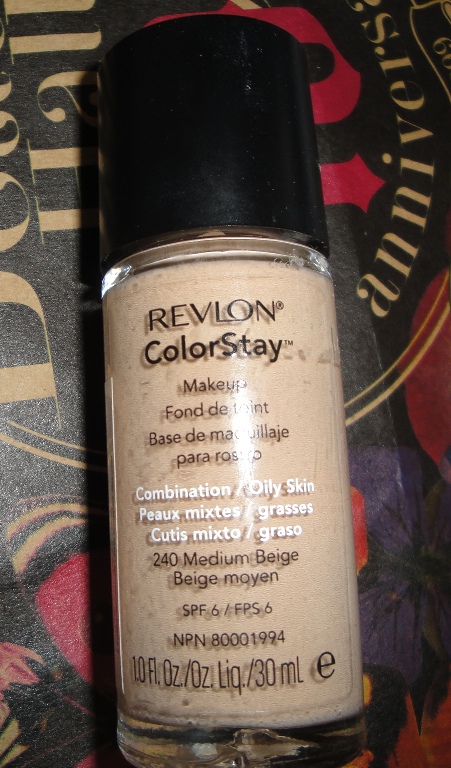 REVLON®
ColorStay™
Makeup
Fond de teint
Base de maquillaje
para rostro
Combination / Oily Skin
Peaux mixtes / grasses
Cutis mixto / graso
240 Medium Beige
Beige moyen
SPF 6 / FPS 6
NPN 80001994
1.0 Fl. Oz./Oz. Liq./30 mL e
annivers